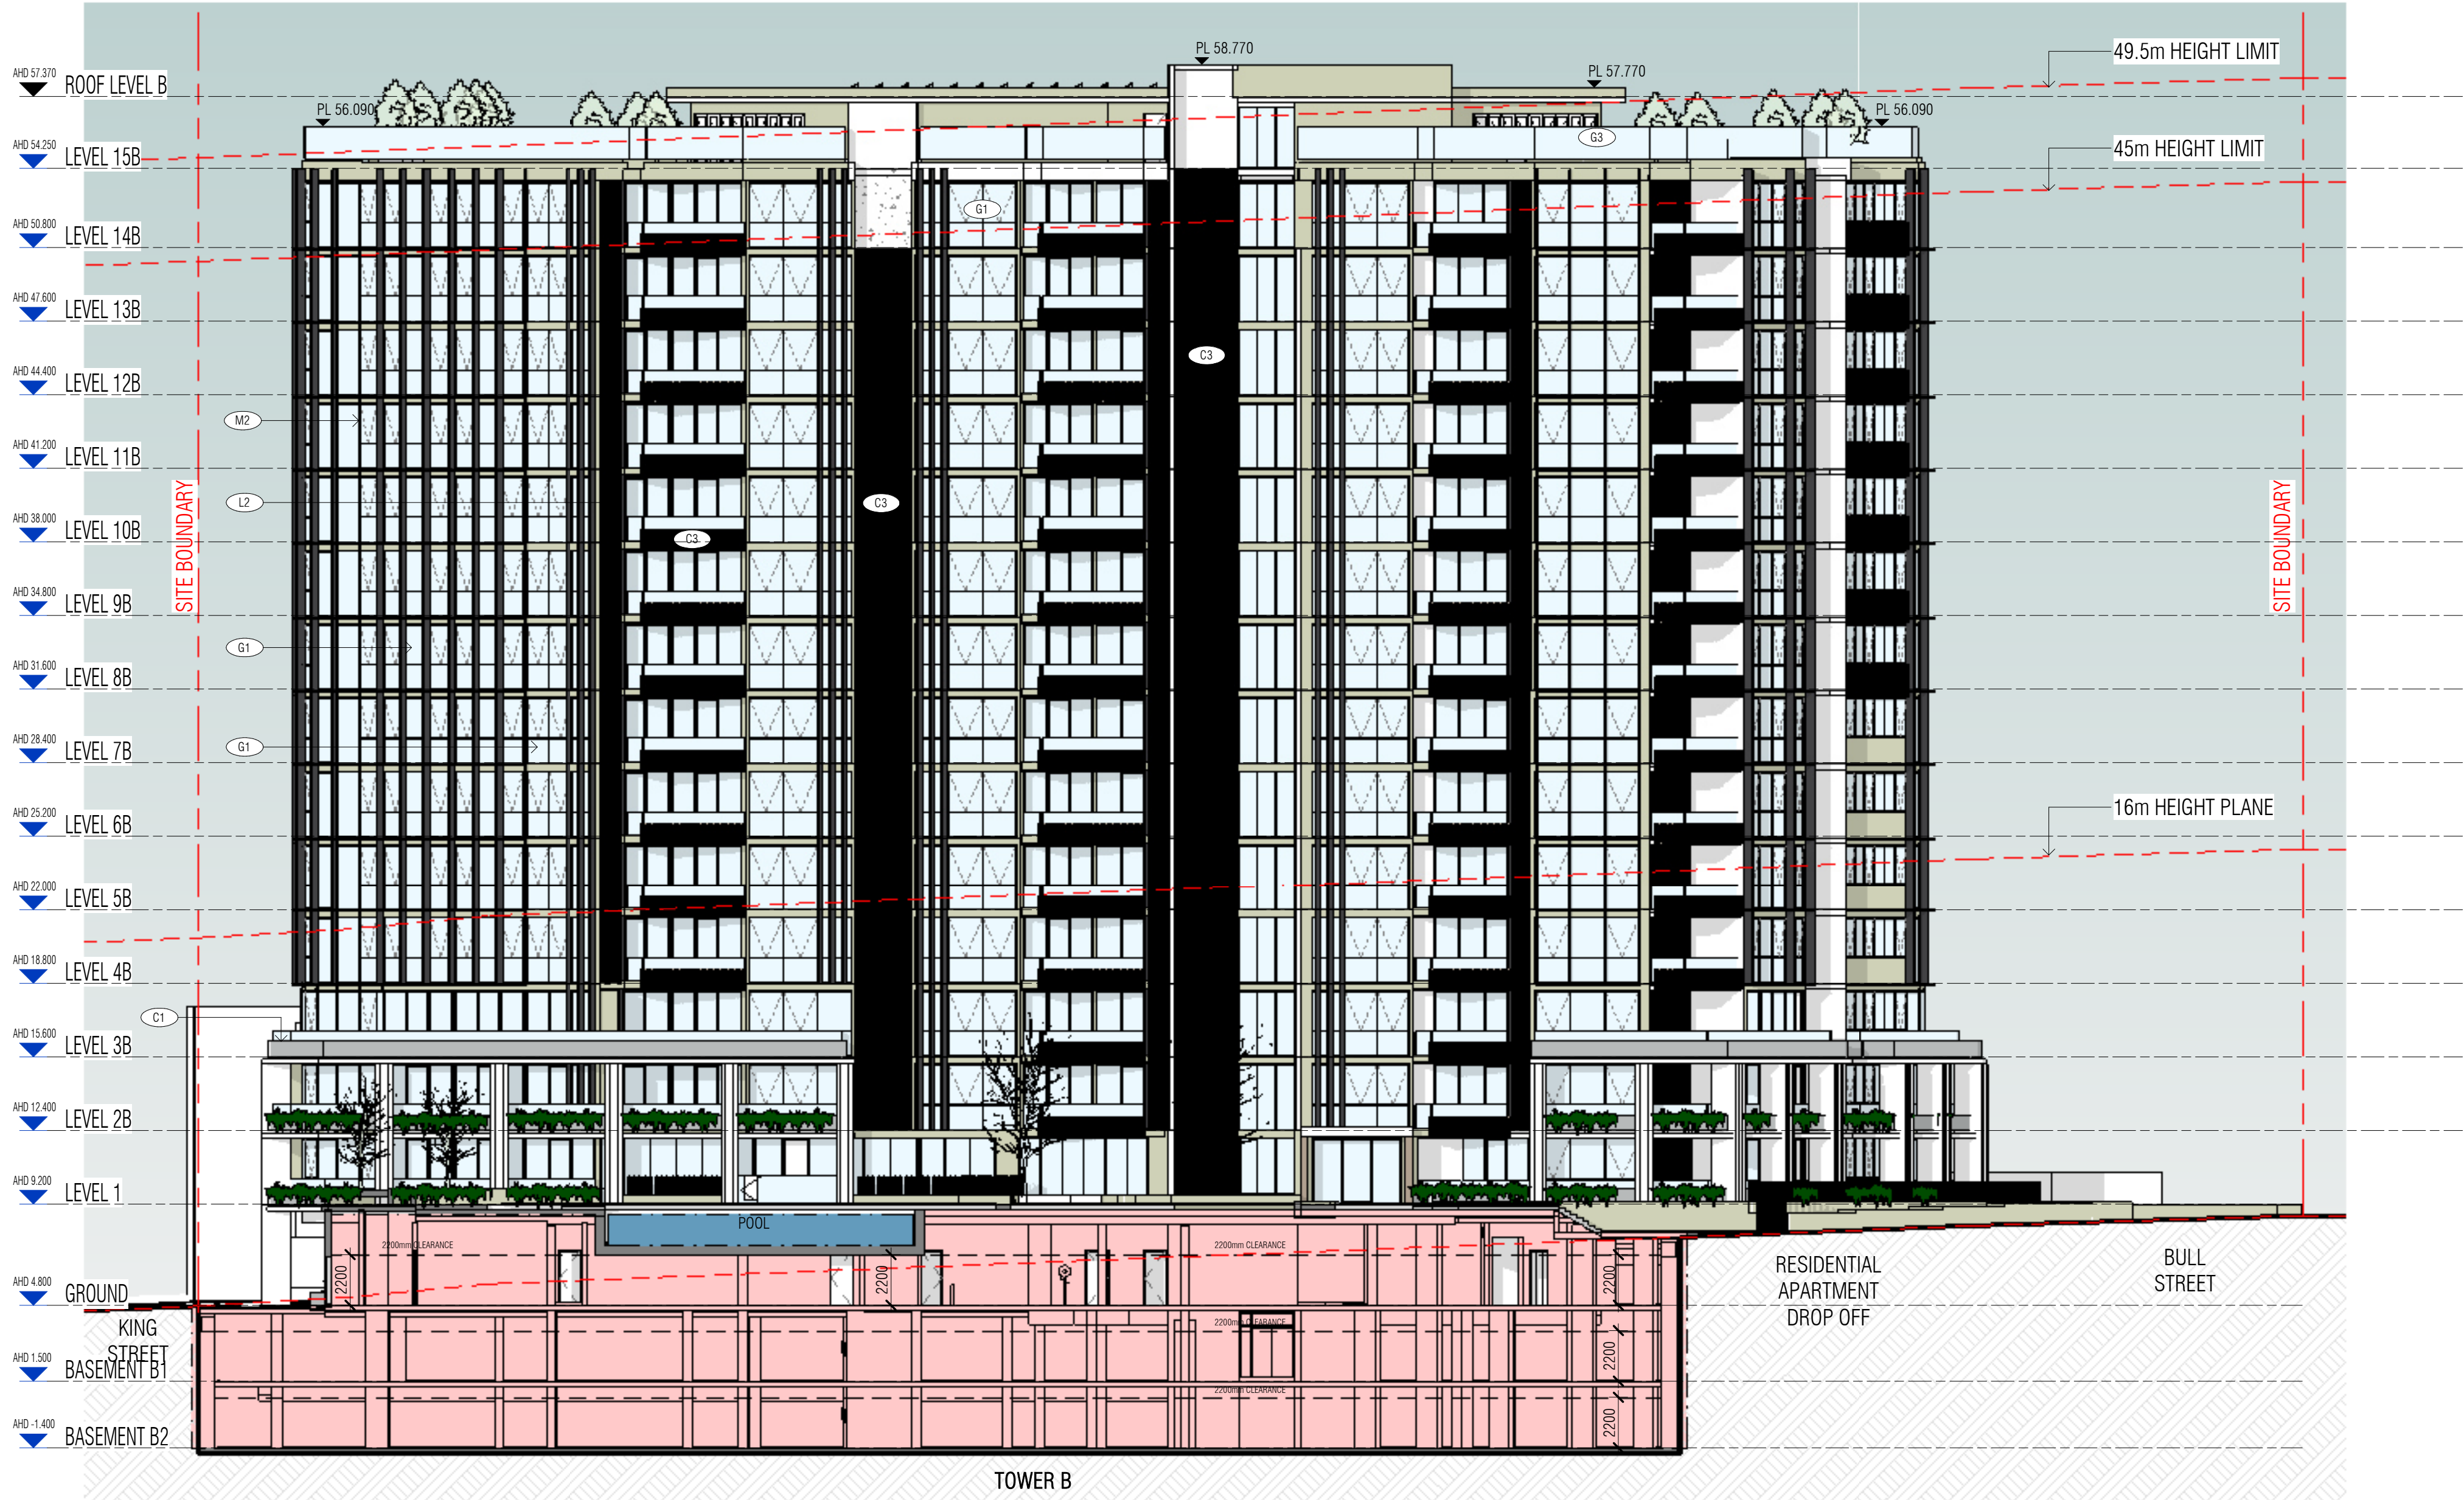 PL 58.770
49.5m HEIGHT LIMIT
AHD 57.370
ROOF LEVEL B
PL 57.770
PL 56.090
PL 56.090
G3
AHD 54.250
LEVEL 15B
45m HEIGHT LIMIT
G1
AHD 50.800
LEVEL 14B
AHD 47.600
LEVEL 13B
C3
AHD 44.400
LEVEL 12B
M2
AHD 41.200
LEVEL 11B
SITE BOUNDARY
SITE BOUNDARY
L2
C3
AHD 38.000
LEVEL 10B
C3
AHD 34.800
LEVEL 9B
G1
AHD 31.600
LEVEL 8B
AHD 28.400
LEVEL 7B
G1
AHD 25.200
LEVEL 6B
16m HEIGHT PLANE
AHD 22.000
LEVEL 5B
AHD 18.800
LEVEL 4B
C1
AHD 15.600
LEVEL 3B
AHD 12.400
LEVEL 2B
AHD 9.200
LEVEL 1
POOL
2200mm CLEARANCE
2200mm CLEARANCE
2200
2200
2200
AHD 4.800
GROUND
RESIDENTIAL
APARTMENT
DROP OFF
BULL
STREET
KING
STREET
2200mm CLEARANCE
2200
AHD 1.500
BASEMENT B1
2200mm CLEARANCE
2200
AHD -1.400
BASEMENT B2
TOWER B